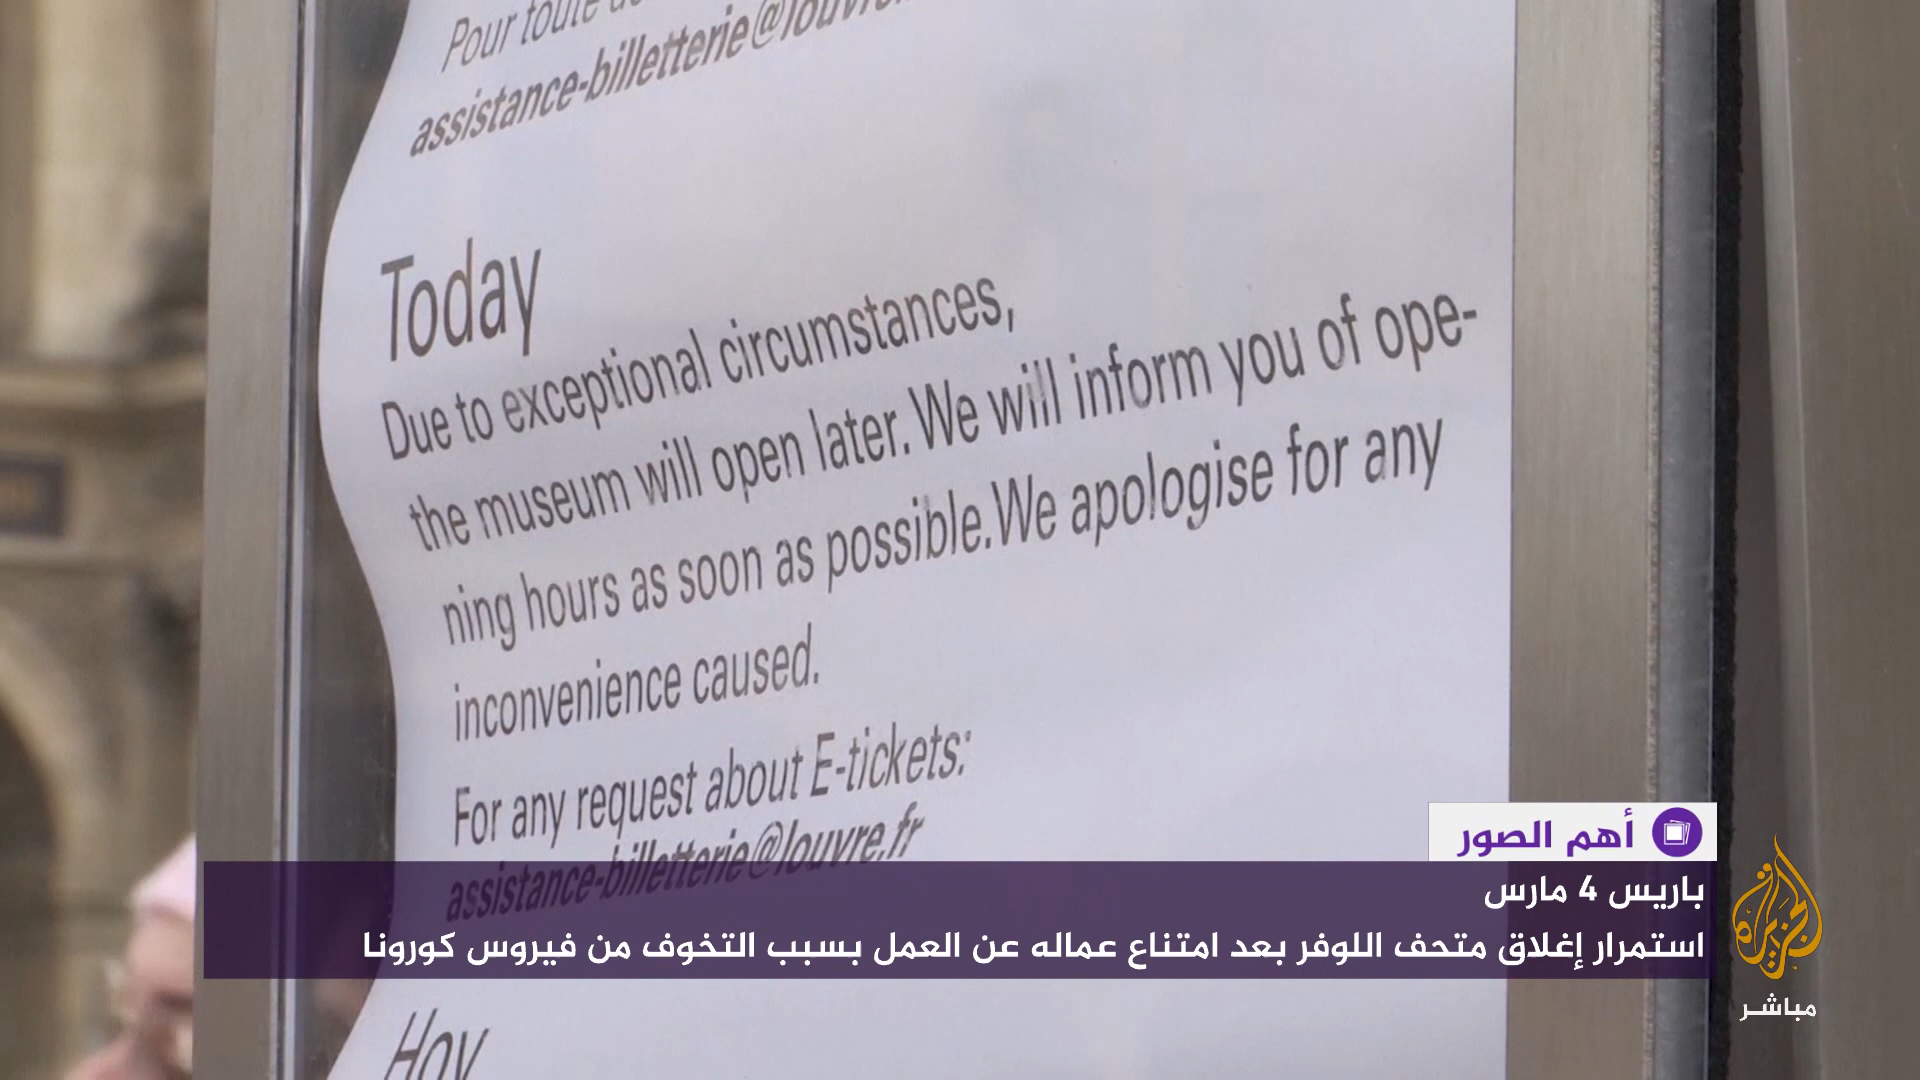 Pour toute
assistance-billetterie@louvre.
Today
Due to exceptional circumstances,
the museum will open later. We will inform you of ope-
ning hours as soon as possible.We apologise for any
inconvenience caused.
For any request about E-tickets:
assistance-billetterie@louvre.fr
أهم الصور
باريس 4 مارس
استمرار إغلاق متحف اللوفر بعد امتناع عماله عن العمل بسبب التخوف من فيروس كورونا
الجزيرة
مباشر
Hoy